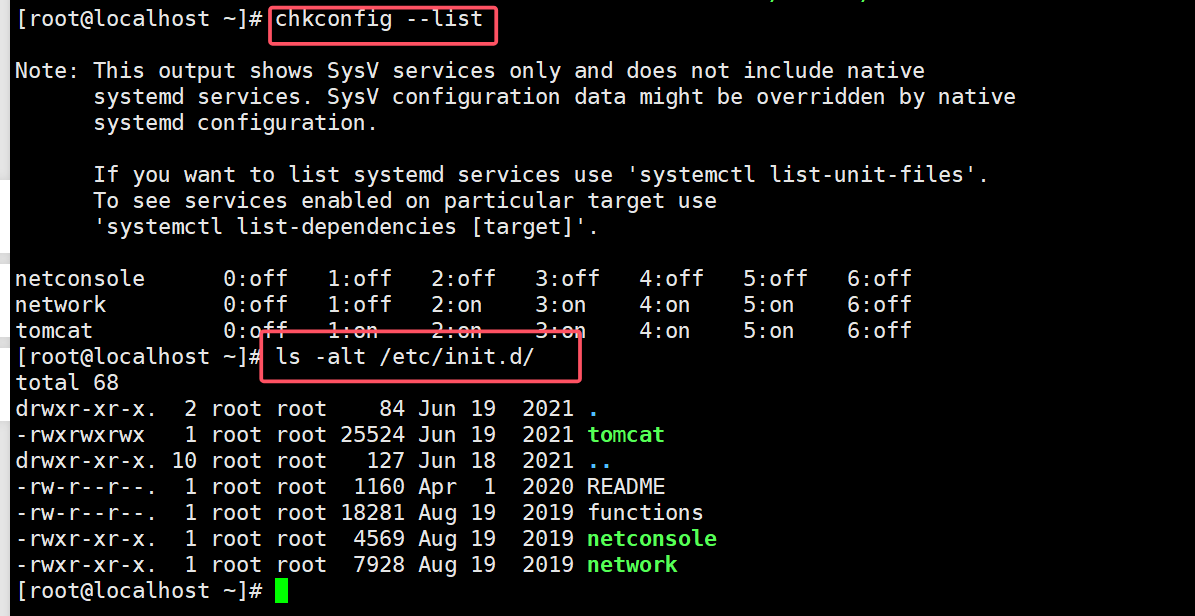 [root@localhost ~]# chkconfig --list
Note: This output shows SysV services only and does not include native
systemd services. SysV configuration data might be overridden by native
systemd configuration.
If you want to list systemd services use 'systemctl list-unit-files'.
To see services enabled on particular target use
'systemctl list-dependencies [target]'.
netconsole 0:off 1:off 2:off 3:off 4:off 5:off 6:off
network 0:off 1:off 2:on 3:on 4:on 5:on 6:off
tomcat 0:off 1:on 2:on 3:on 4:on 5:on 6:off
[root@localhost ~]# ls -alt /etc/init.d/
total 68
drwxr-xr-x. 2 root root 84 Jun 19 2021 .
-rwxrwxrwx 1 root root 25524 Jun 19 2021 tomcat
drwxr-xr-x. 10 root root 127 Jun 18 2021 ..
-rw-r--r--. 1 root root 1160 Apr 1 2020 README
-rw-r--r--. 1 root root 18281 Aug 19 2019 functions
-rwxr-xr-x. 1 root root 4569 Aug 19 2019 netconsole
-rwxr-xr-x. 1 root root 7928 Aug 19 2019 network
[root@localhost ~]#